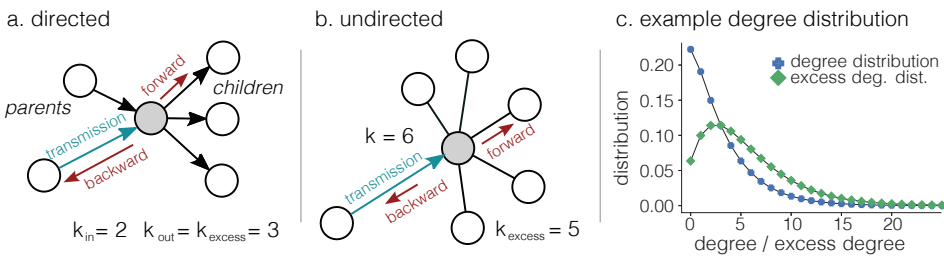 a. directed
parents
forward
children
transmission
backward
k_in = 2 k_out = k_excess = 3
b. undirected
k = 6
transmission
forward
backward
k_excess = 5
c. example degree distribution
degree distribution
excess deg. dist.
distribution
0.20
0.15
0.10
0.05
0.00
0 5 10 15 20
degree / excess degree